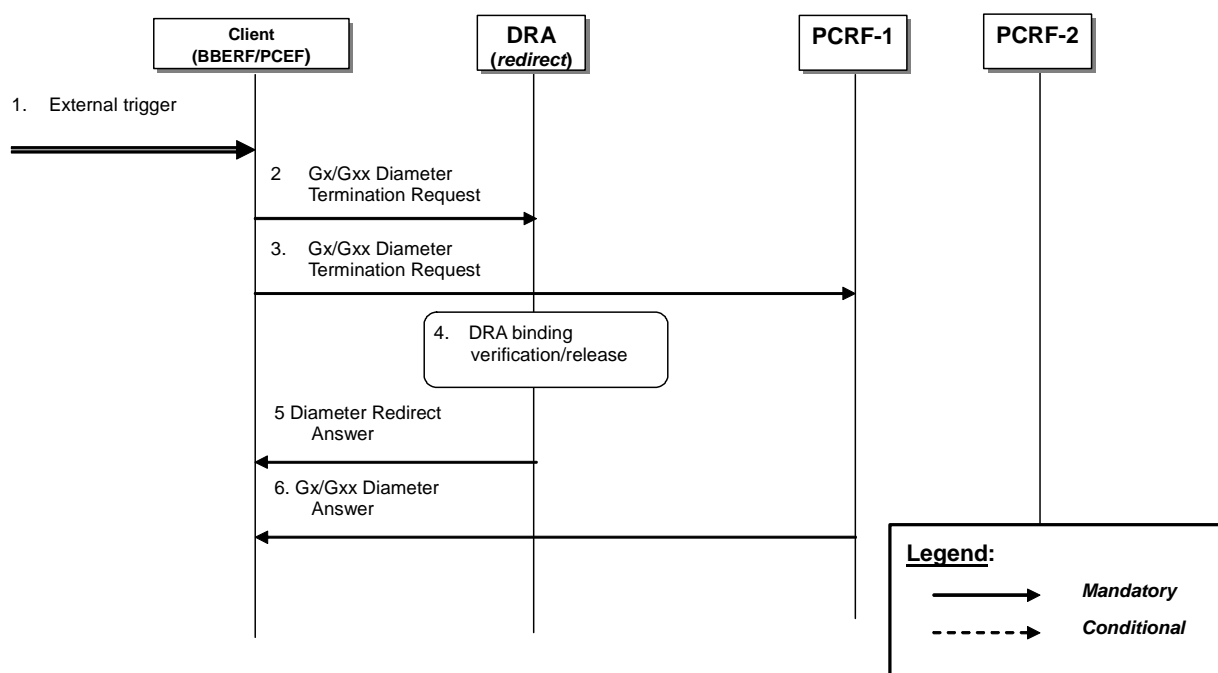 Client
(BBERF/PCEF)
DRA
(redirect)
PCRF-1
PCRF-2
1. External trigger
2 Gx/Gxx Diameter
Termination Request
3. Gx/Gxx Diameter
Termination Request
4. DRA binding
verification/release
5 Diameter Redirect
Answer
6. Gx/Gxx Diameter
Answer
Legend:
Mandatory
Conditional